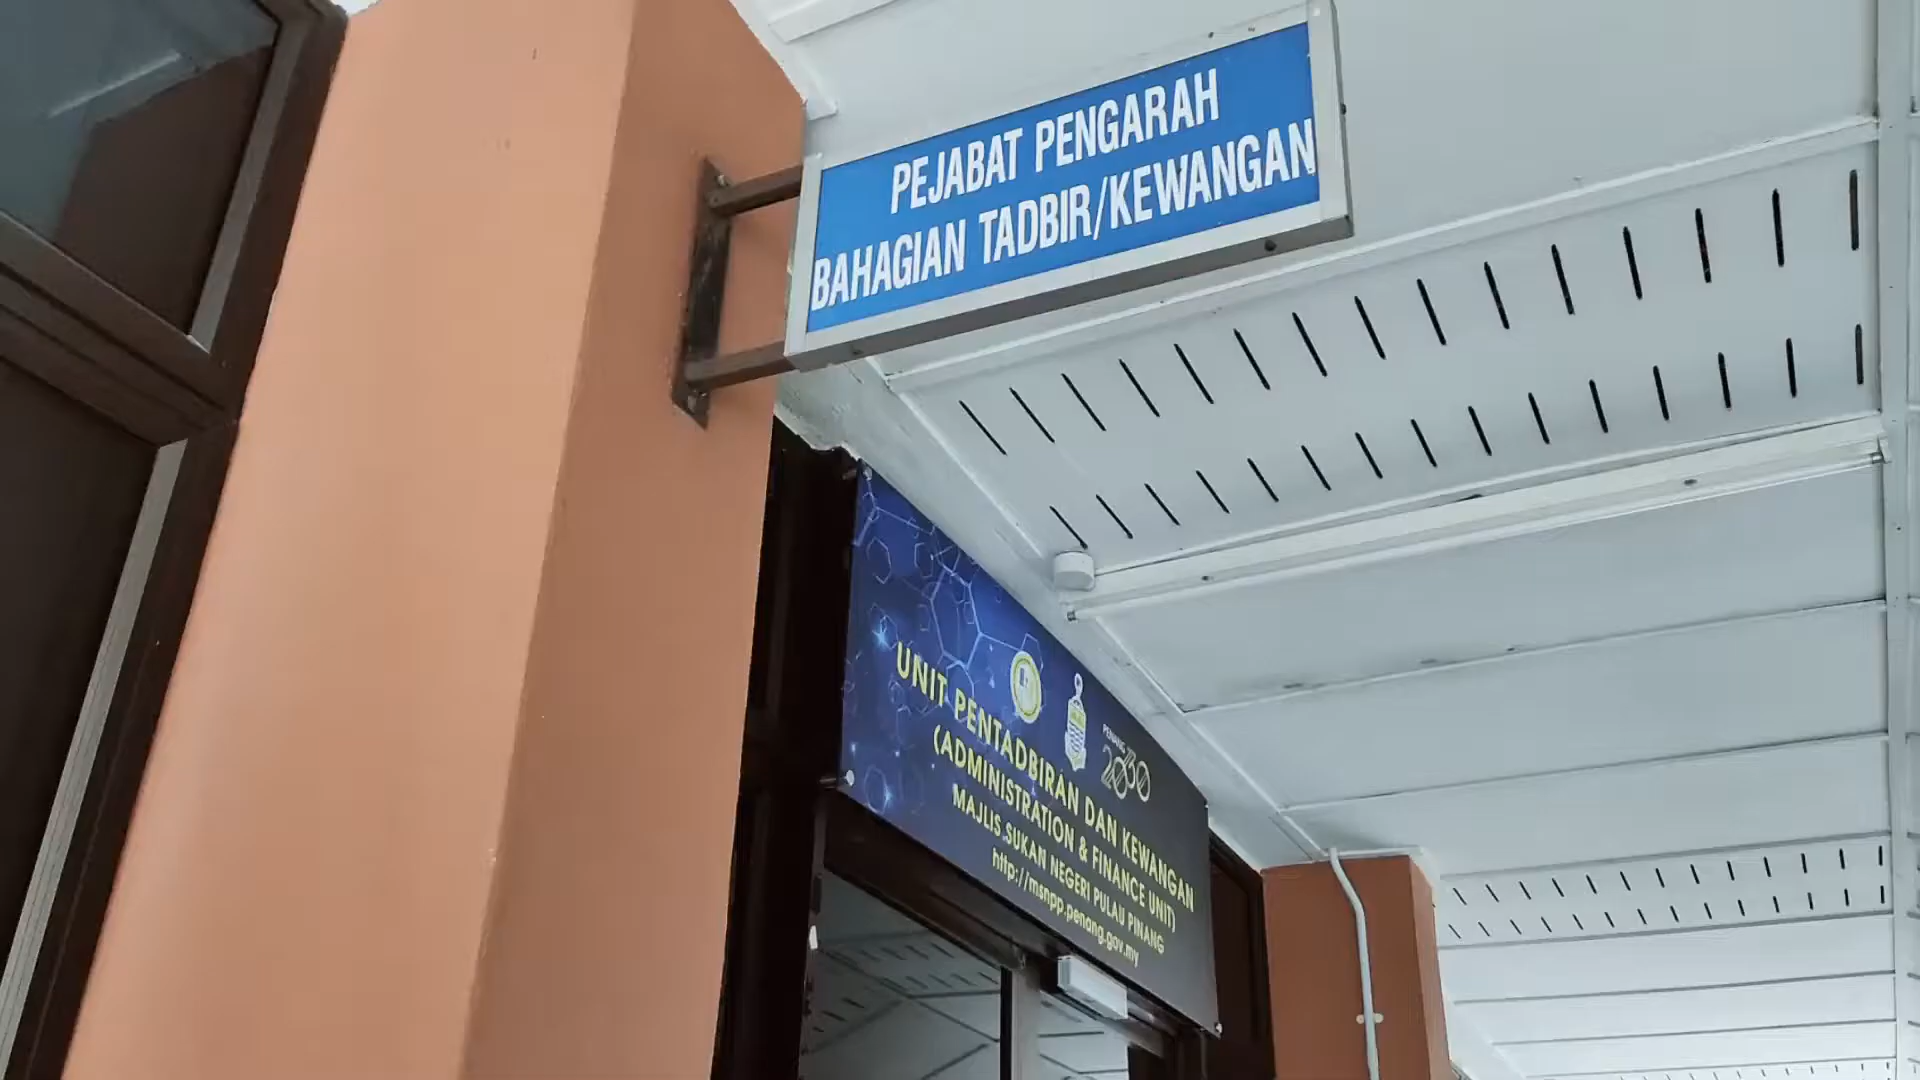 PEJABAT PENGARAH
BAHAGIAN TADBIR/KEWANGAN
PENANG
2030
UNIT PENTADBIRAN DAN KEWANGAN
(ADMINISTRATION & FINANCE UNIT)
MAJLIS SUKAN NEGERI PULAU PINANG
http://msnpp.penang.gov.my